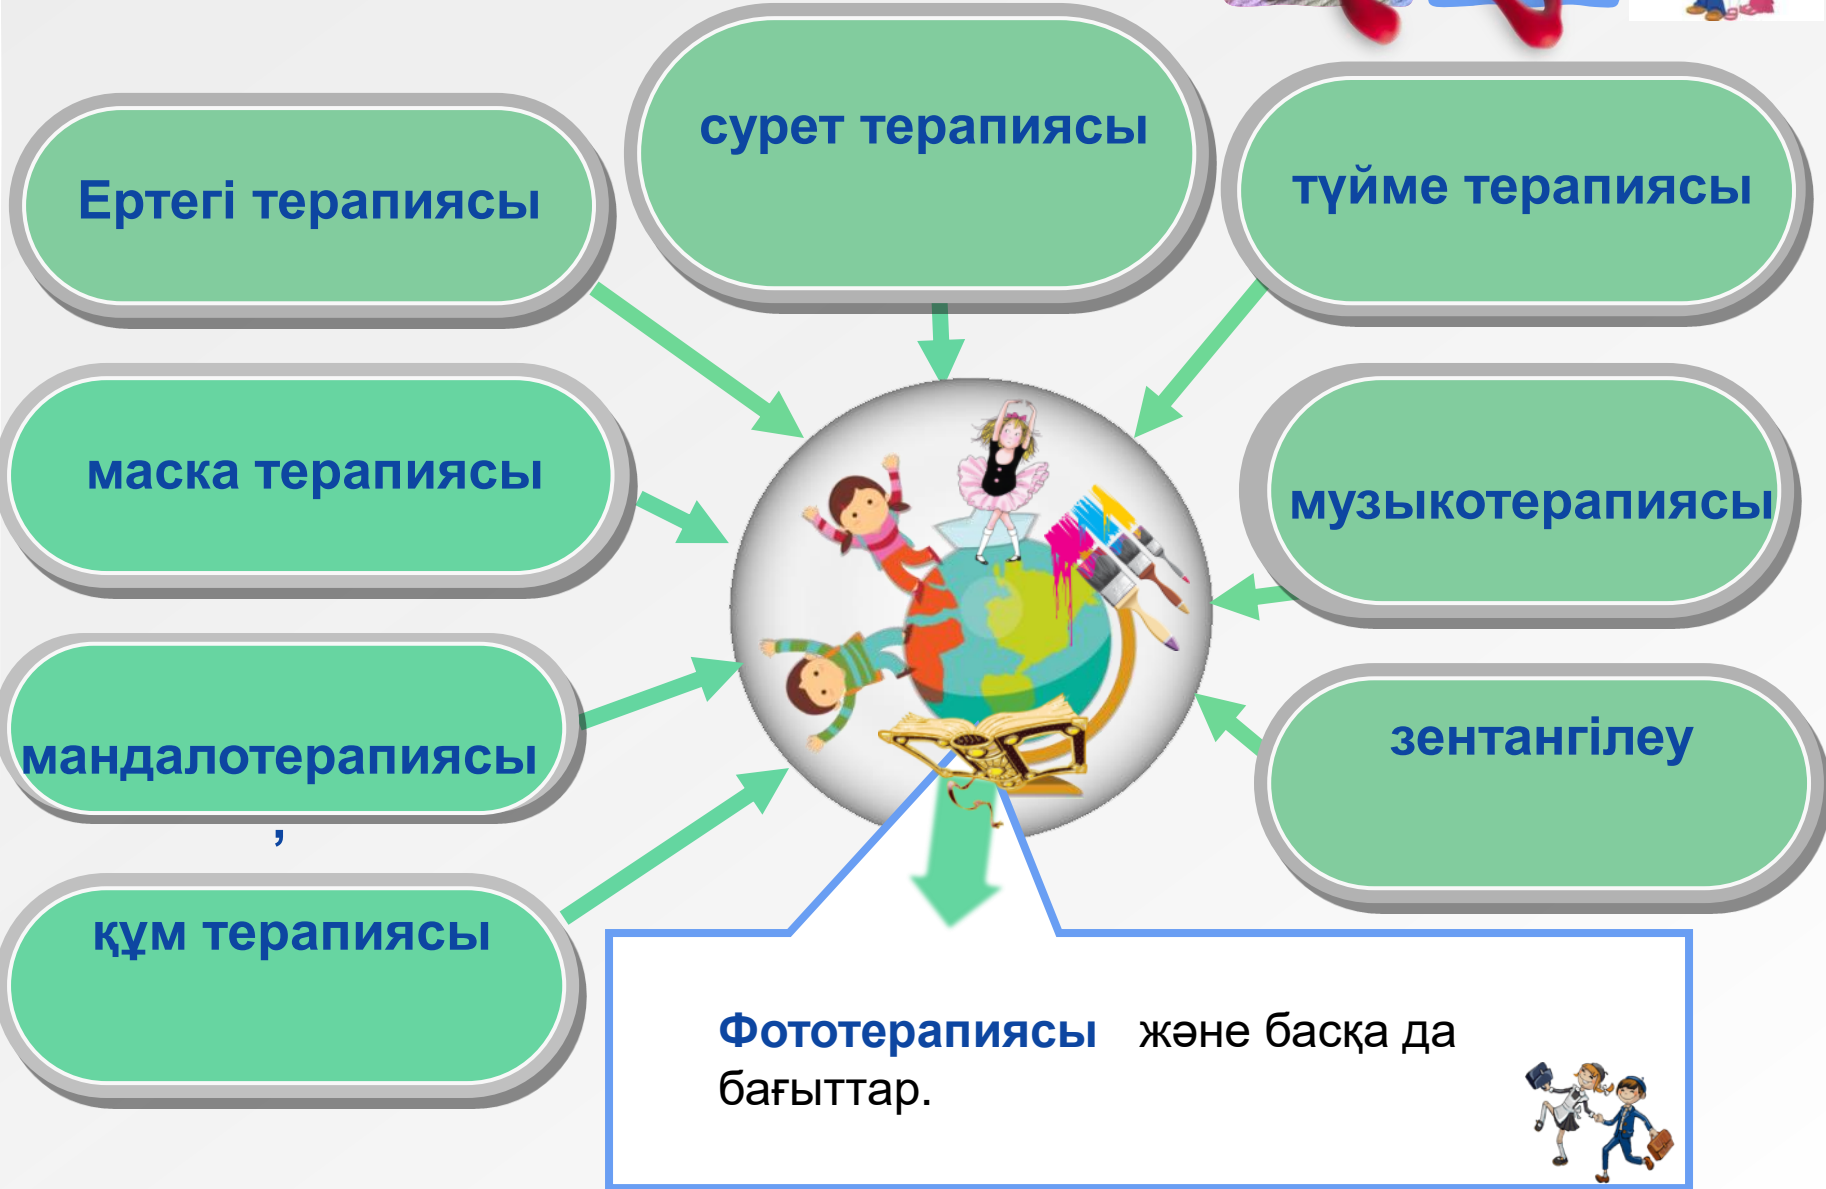 сурет терапиясы
Ертегі терапиясы
түйме терапиясы
маска терапиясы
музыкотерапиясы
мандалотерапиясы
,
зентангілеу
құм терапиясы
Фототерапиясы және басқа да
бағыттар.